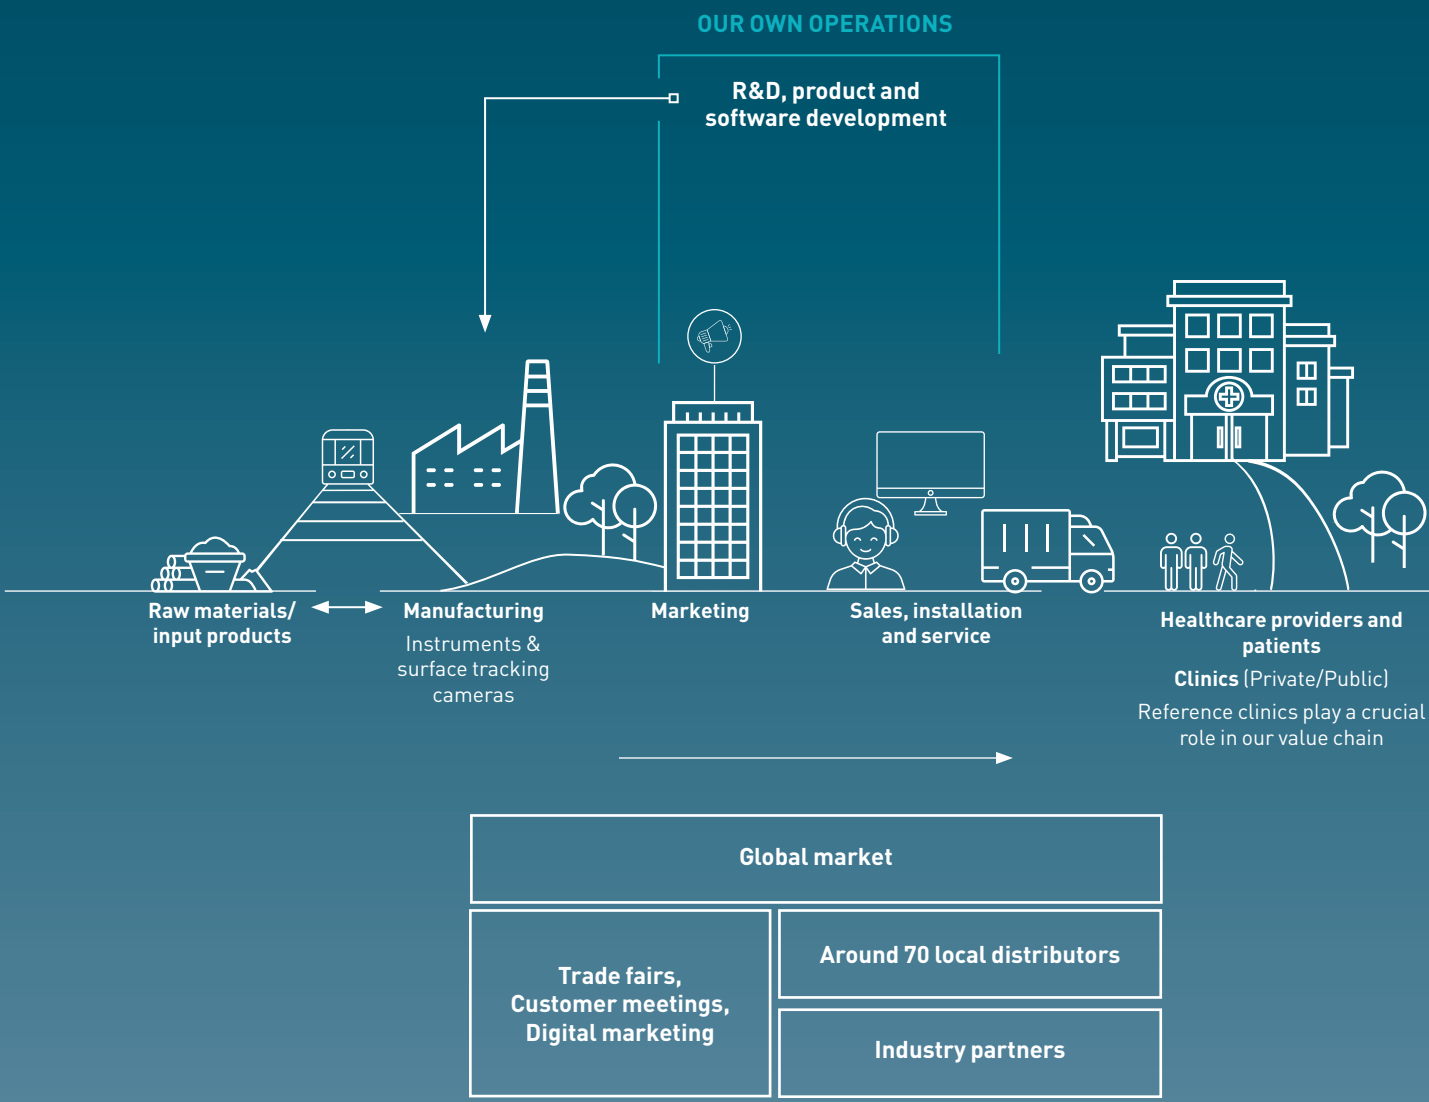 OUR OWN OPERATIONS
R&D, product and
software development
Raw materials/
input products
Manufacturing
Instruments &
surface tracking
cameras
Marketing
Sales, installation
and service
Healthcare providers and
patients
Clinics (Private/Public)
Reference clinics play a crucial
role in our value chain
Global market
Trade fairs,
Customer meetings,
Digital marketing
Around 70 local distributors
Industry partners